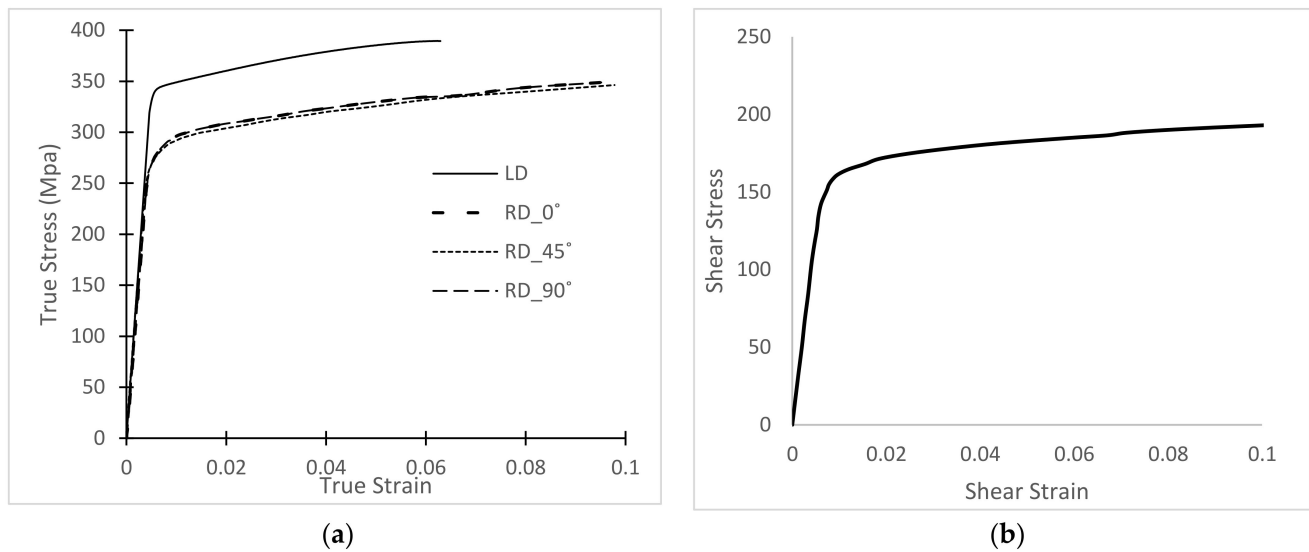 400
350
300
250
200
150
100
50
0
True Stress (Mpa)
LD
RD_0˚
RD_45˚
RD_90˚
0 0.02 0.04 0.06 0.08 0.1
True Strain
(a)
250
200
150
100
50
0
Shear Stress
0 0.02 0.04 0.06 0.08 0.1
Shear Strain
(b)